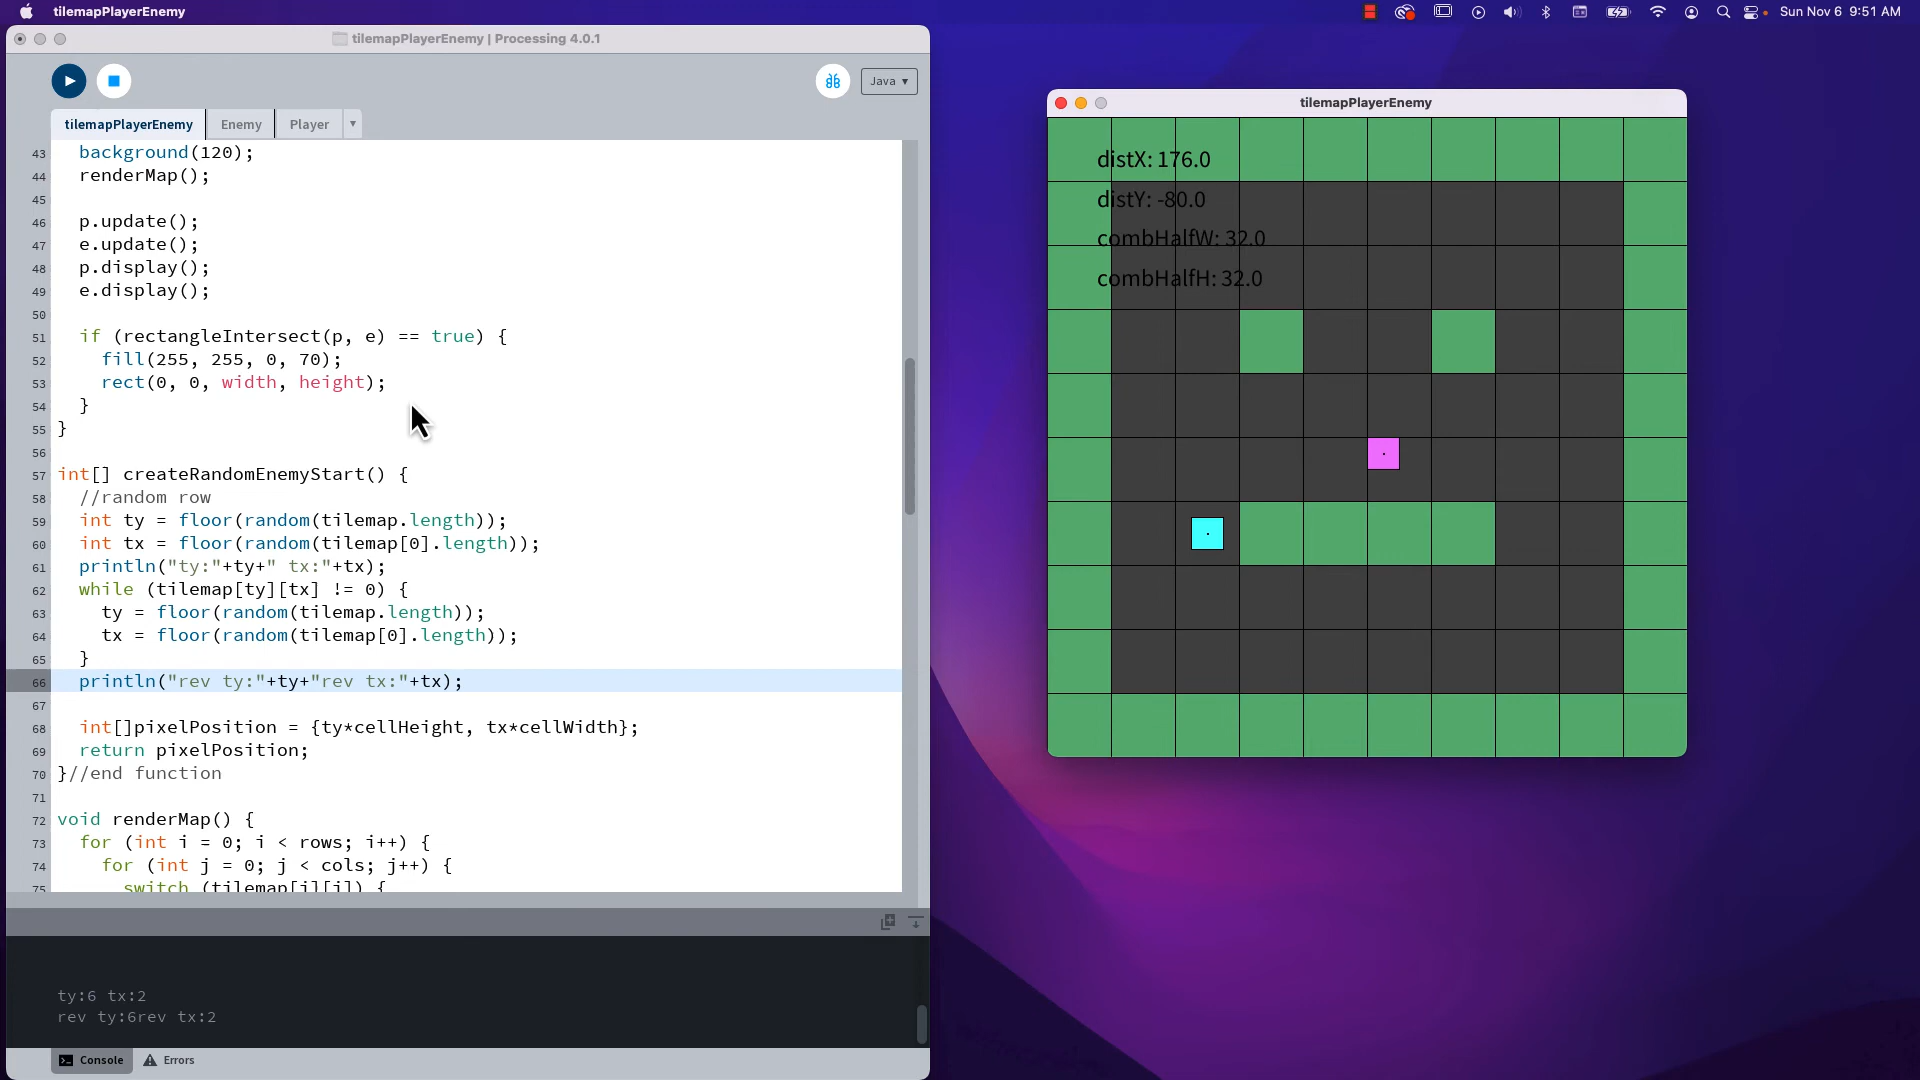 tilemapPlayerEnemy
Sun Nov 6 9:51 AM
tilemapPlayerEnemy | Processing 4.0.1
Java ▾
tilemapPlayerEnemy Enemy Player ▾
43 background(120);
44 renderMap();
45
46 p.update();
47 e.update();
48 p.display();
49 e.display();
50
51 if (rectangleIntersect(p, e) == true) {
52 fill(255, 255, 0, 70);
53 rect(0, 0, width, height);
54 }
55 }
56
57 int[] createRandomEnemyStart() {
58 //random row
59 int ty = floor(random(tilemap.length));
60 int tx = floor(random(tilemap[0].length));
61 println("ty:"+ty+" tx:"+tx);
62 while (tilemap[ty][tx] != 0) {
63 ty = floor(random(tilemap.length));
64 tx = floor(random(tilemap[0].length));
65 }
66 println("rev ty:"+ty+"rev tx:"+tx);
67
68 int[]pixelPosition = {ty*cellHeight, tx*cellWidth};
69 return pixelPosition;
70 }//end function
71
72 void renderMap() {
73 for (int i = 0; i < rows; i++) {
74 for (int j = 0; j < cols; j++) {
75 switch (tilemap[i][j]) {
ty:6 tx:2
rev ty:6rev tx:2
Console Errors
tilemapPlayerEnemy
distX: 176.0
distY: -80.0
combHalfW: 32.0
combHalfH: 32.0